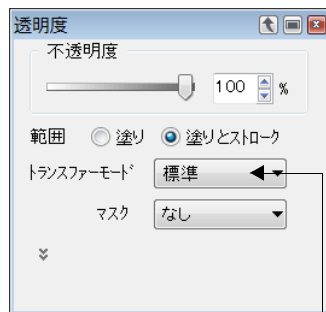 透明度
不透明度
100 %
範囲 塗り 塗りとストローク
トランスファーモード 標準
マスク なし